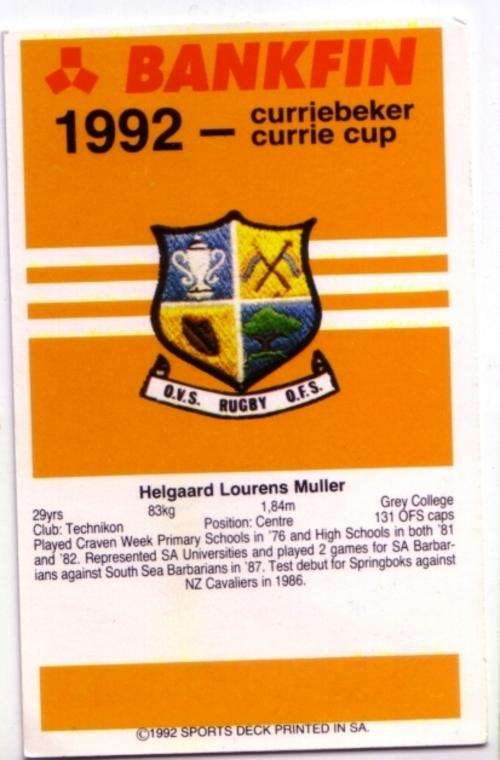 BANKFIN
1992 – curriebeker
currie cup
O.V.S. RUGBY O.F.S.
Helgaard Lourens Muller
29yrs 83kg 1,84m Grey College
Club: Technikon Position: Centre 131 OFS caps
Played Craven Week Primary Schools in '76 and High Schools in both '81
and '82. Represented SA Universities and played 2 games for SA Barbar-
ians against South Sea Barbarians in '87. Test debut for Springboks against
NZ Cavaliers in 1986.
©1992 SPORTS DECK PRINTED IN SA.